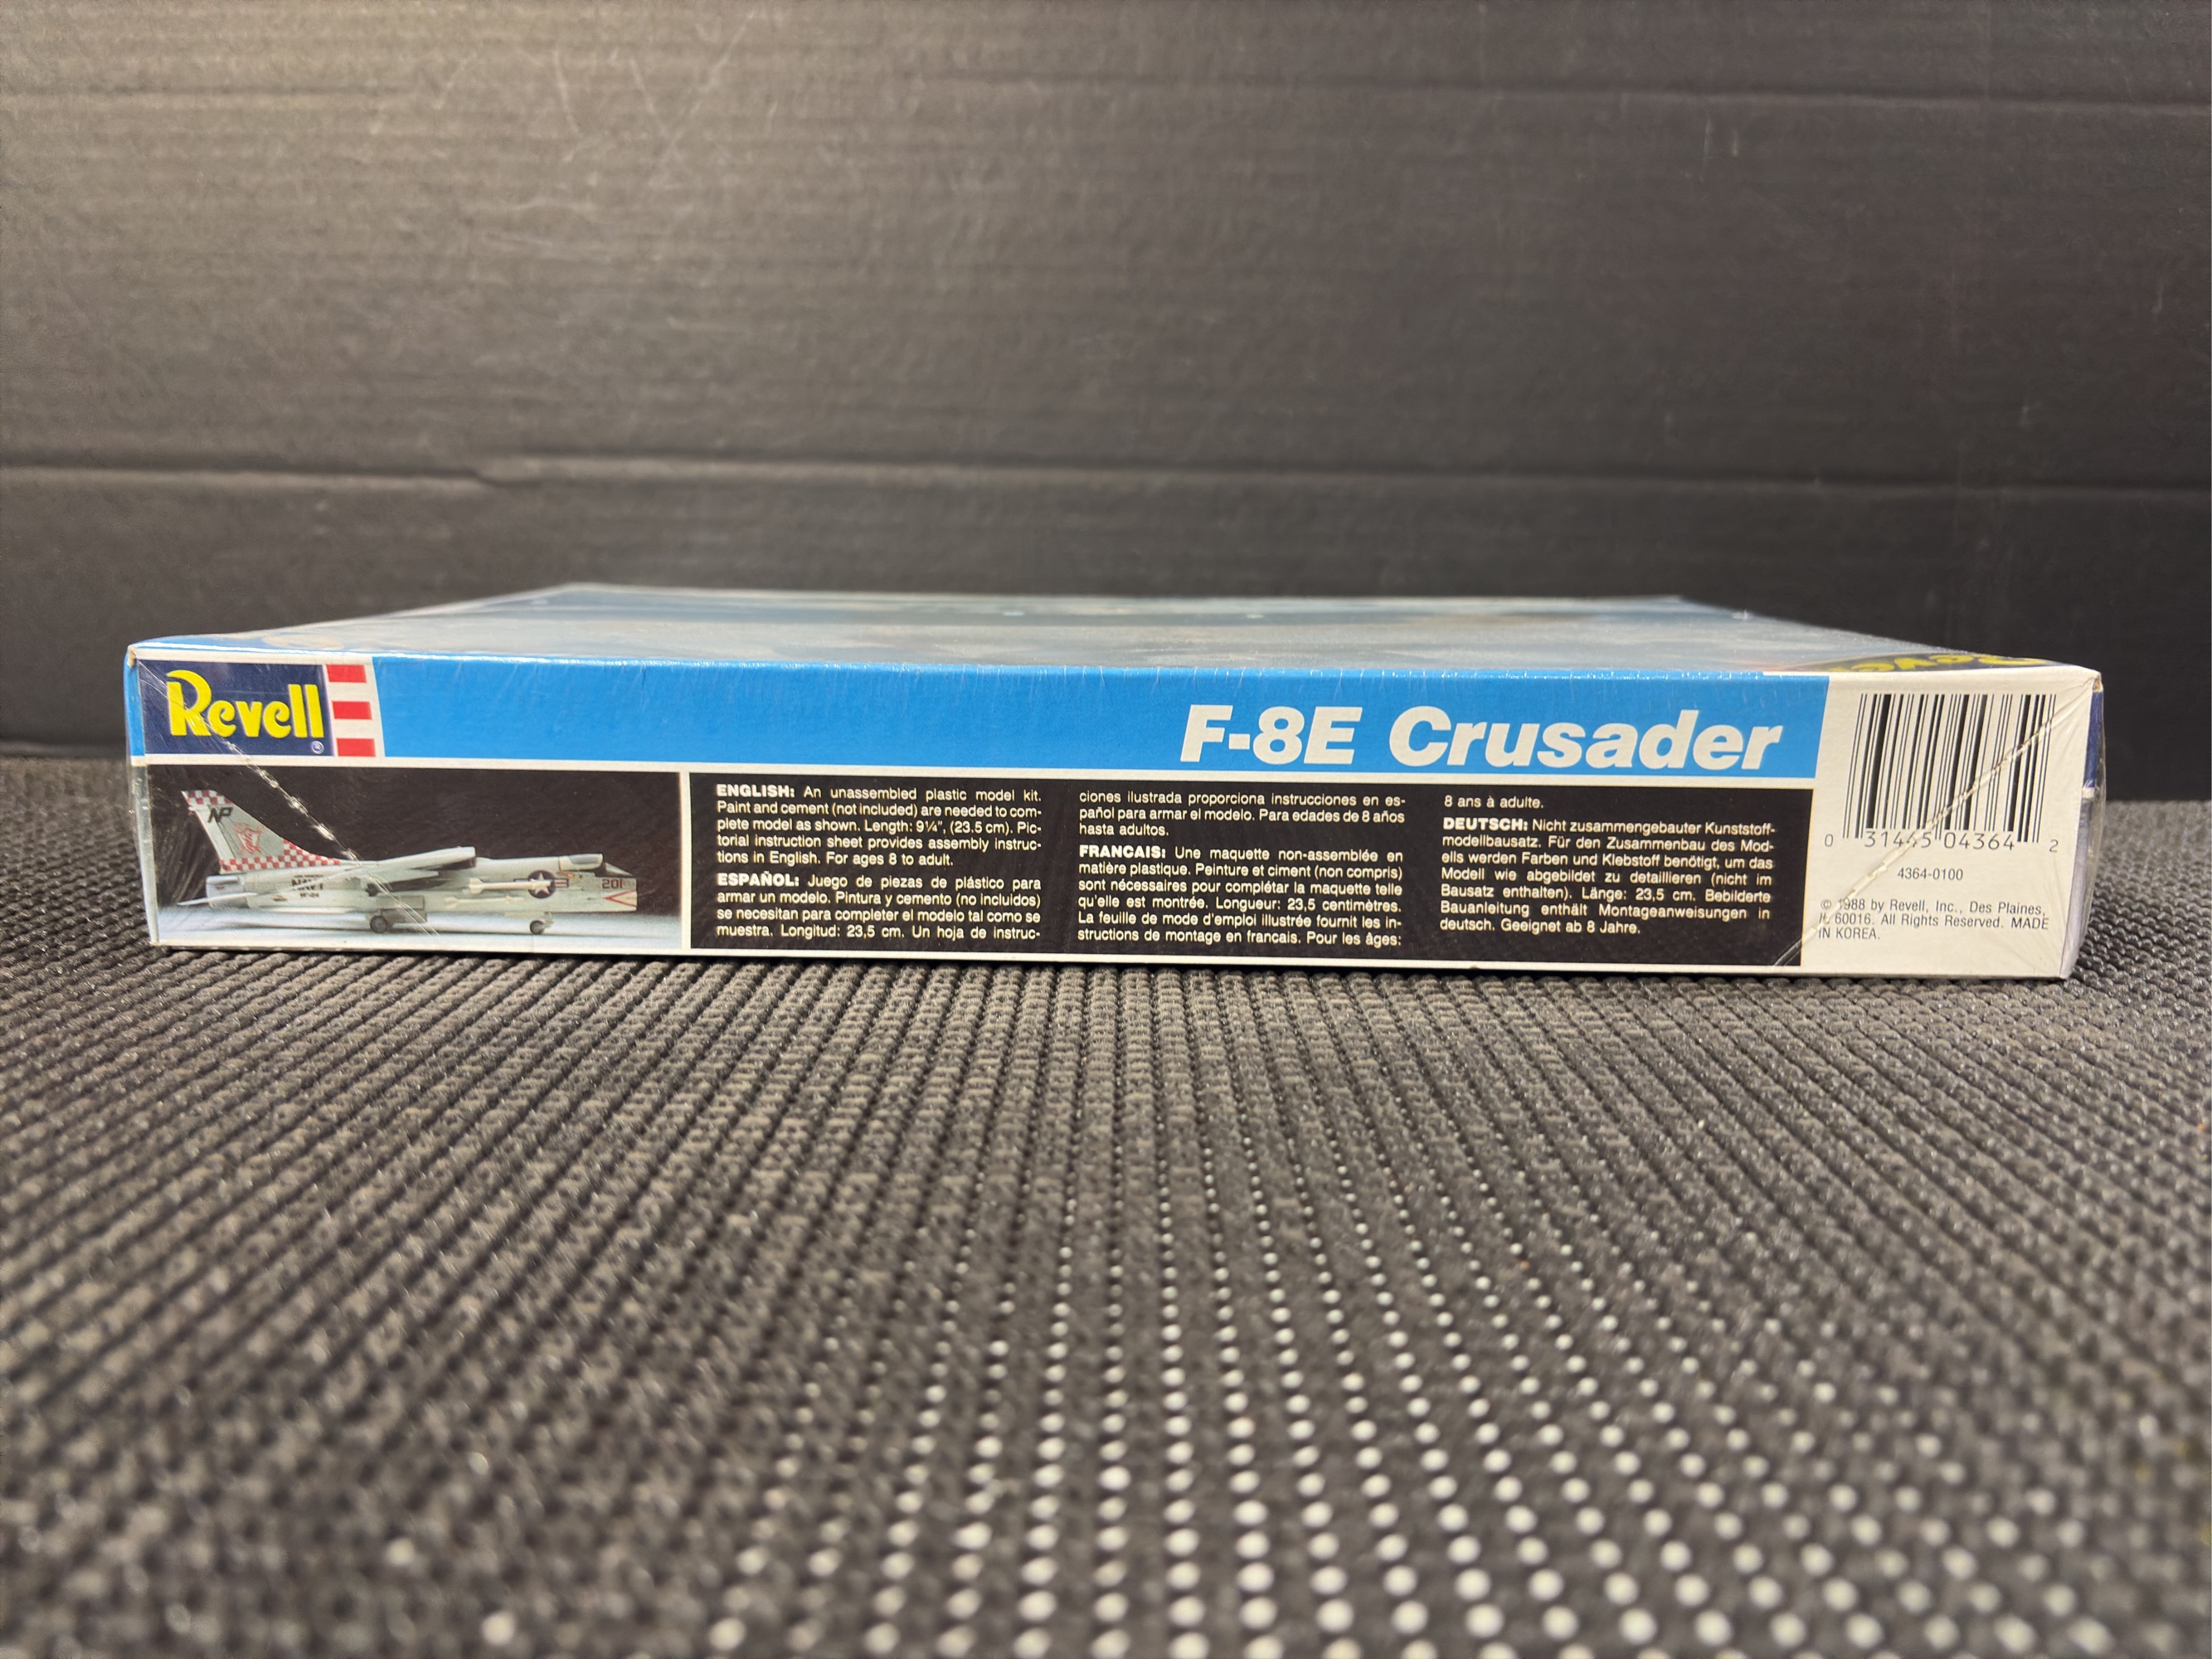 Revell
®
F-8E Crusader
NP
NAVY
201
ENGLISH: An unassembled plastic model kit.
Paint and cement (not included) are needed to com-
plete model as shown. Length: 9¼", (23.5 cm). Pic-
torial instruction sheet provides assembly instruc-
tions in English. For ages 8 to adult.
ESPAÑOL: Juego de piezas de plástico para
armar un modelo. Pintura y cemento (no incluidos)
se necesitan para completer el modelo tal como se
muestra. Longitud: 23,5 cm. Un hoja de instruc-
ciones ilustrada proporciona instrucciones en es-
pañol para armar el modelo. Para edades de 8 años
hasta adultos.
FRANCAIS: Une maquette non-assemblée en
matière plastique. Peinture et ciment (non compris)
sont nécessaires pour complétar la maquette telle
qu'elle est montrée. Longueur: 23,5 centimètres.
La feuille de mode d'emploi illustrée fournit les in-
structions de montage en francais. Pour les âges:
8 ans à adulte.
DEUTSCH: Nicht zusammengebauter Kunststoff-
modellbausatz. Für den Zusammenbau des Mod-
ells werden Farben und Klebstoff benötigt, um das
Modell wie abgebildet zu detaillieren (nicht im
Bausatz enthalten). Länge: 23,5 cm. Bebilderte
Bauanleitung enthält Montageanweisungen in
deutsch. Geeignet ab 8 Jahre.
0 31445 04364 2
4364-0100
© 1988 by Revell, Inc., Des Plaines,
IL 60016. All Rights Reserved. MADE
IN KOREA.